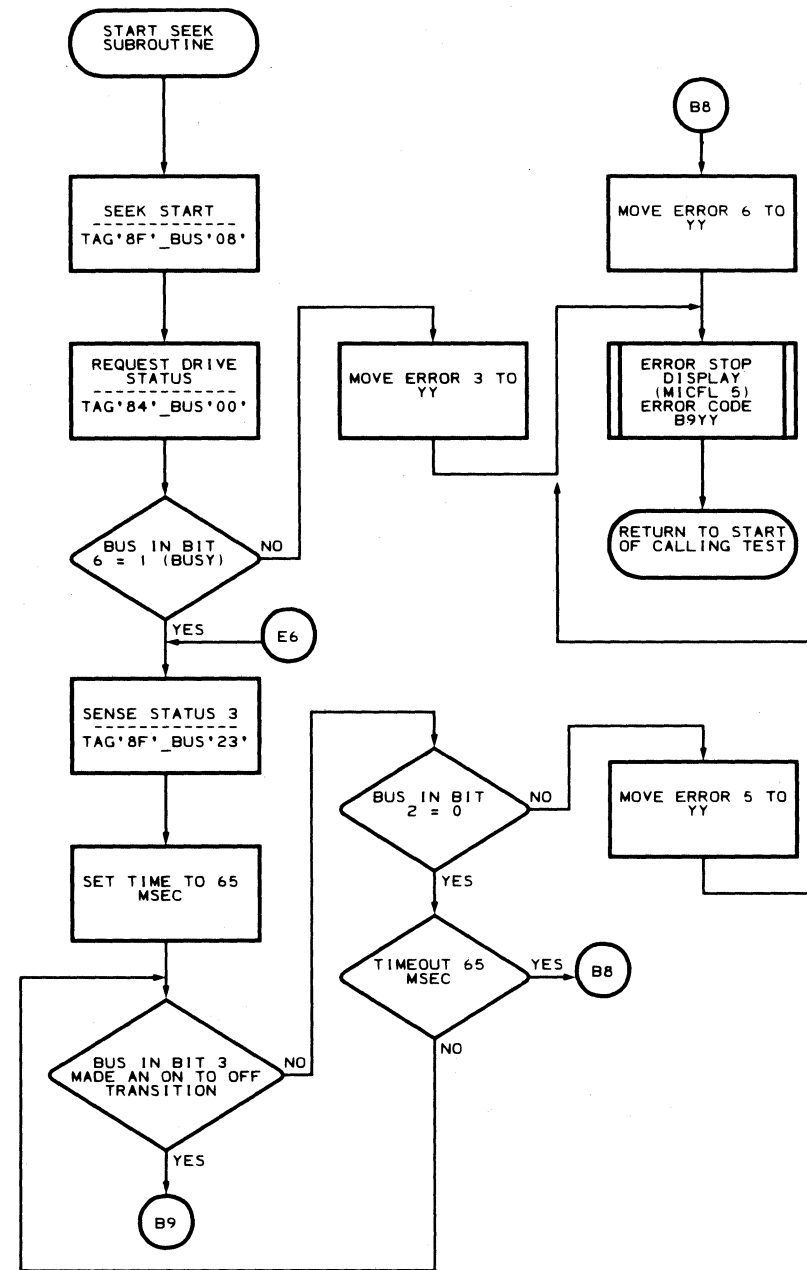 START SEEK
SUBROUTINE
SEEK START
TAG'8F'_BUS'08'
REQUEST DRIVE
STATUS
TAG'84'_BUS'00'
BUS IN BIT
6 = 1 (BUSY)
NO
YES
E6
MOVE ERROR 3 TO
YY
B8
MOVE ERROR 6 TO
YY
ERROR STOP
DISPLAY
(MICFL 5)
ERROR CODE
B9YY
RETURN TO START
OF CALLING TEST
SENSE STATUS 3
TAG'8F'_BUS'23'
SET TIME TO 65
MSEC
BUS IN BIT 3
MADE AN ON TO OFF
TRANSITION
NO
YES
B9
BUS IN BIT
2 = 0
NO
YES
MOVE ERROR 5 TO
YY
TIMEOUT 65
MSEC
YES
B8
NO